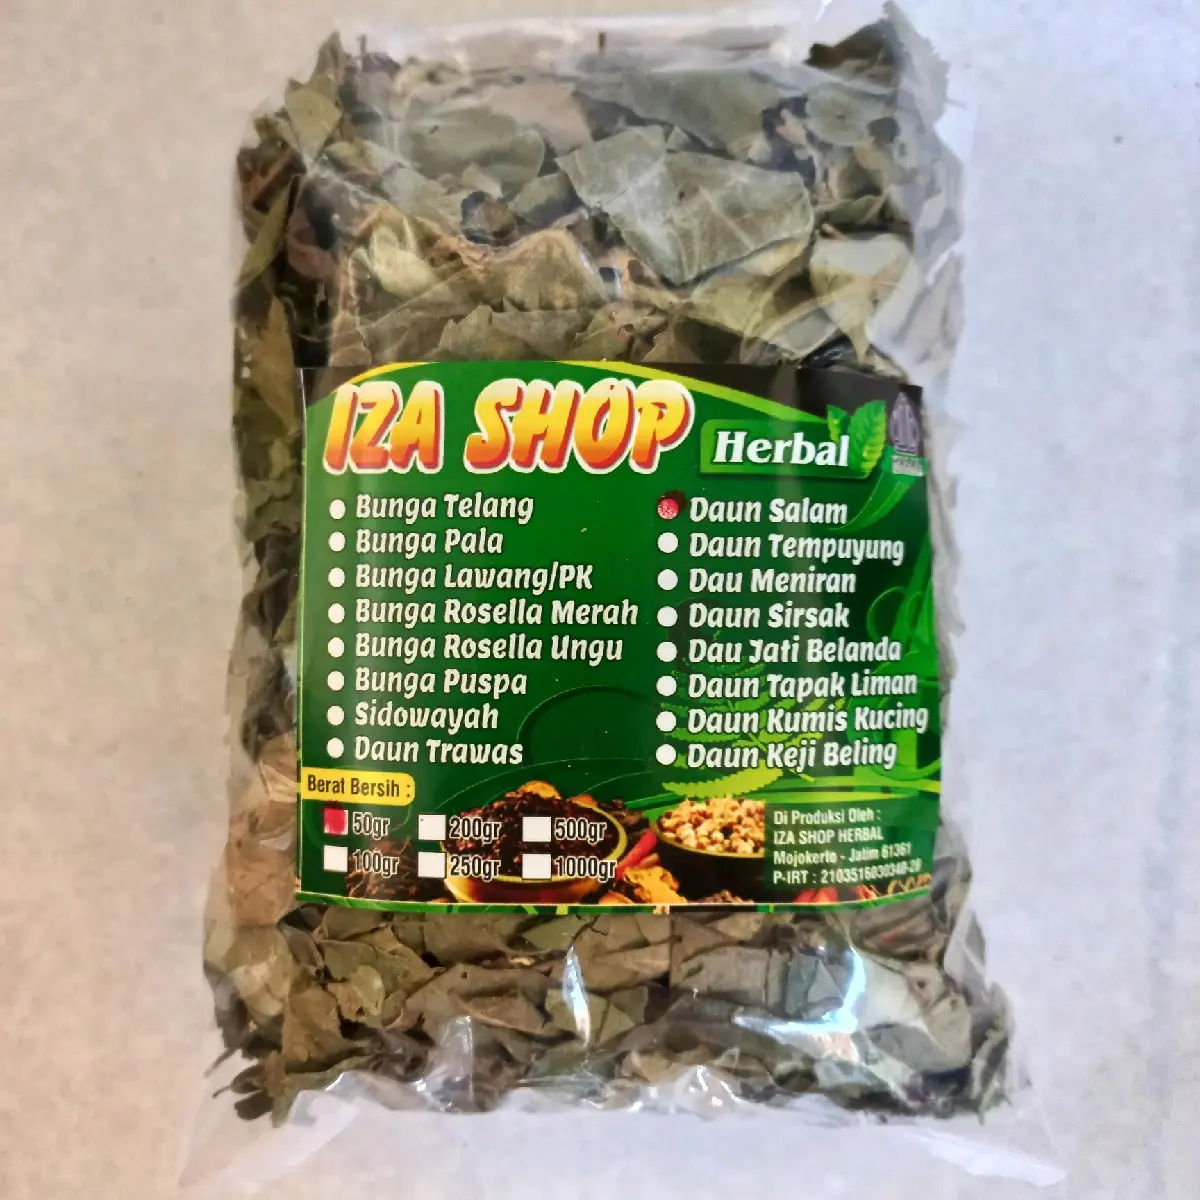 IZA SHOP
Herbal
Bunga Telang
Bunga Pala
Bunga Lawang/PK
Bunga Rosella Merah
Bunga Rosella Ungu
Bunga Puspa
Sidowayah
Daun Trawas
Daun Salam
Daun Tempuyung
Dau Meniran
Daun Sirsak
Dau Jati Belanda
Daun Tapak Liman
Daun Kumis Kucing
Daun Keji Beling
Berat Bersih :
50gr
200gr
500gr
100gr
250gr
1000gr
Di Produksi Oleh :
IZA SHOP HERBAL
Mojokerto - Jatim 61361
P-IRT : 2103516030340-20